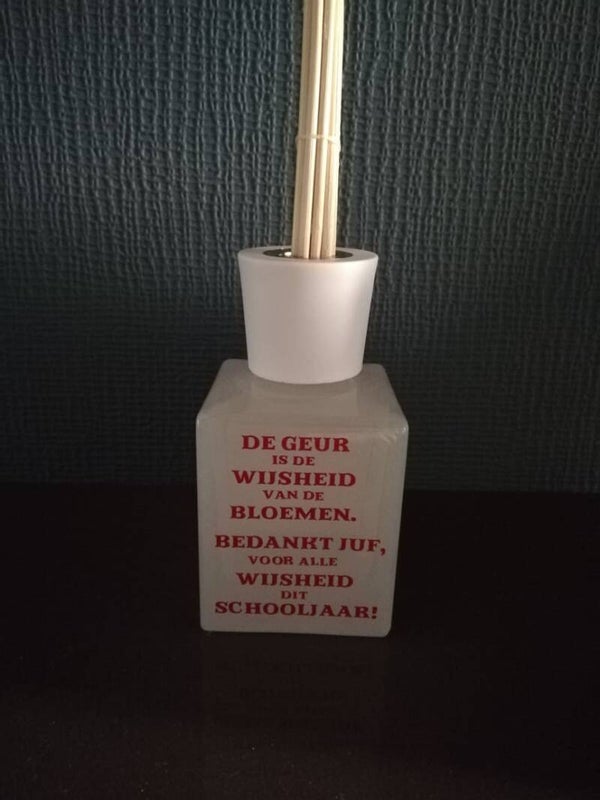 DE GEUR
IS DE
WIJSHEID
VAN DE
BLOEMEN.
BEDANKT JUF,
VOOR ALLE
WIJSHEID
DIT
SCHOOLJAAR!